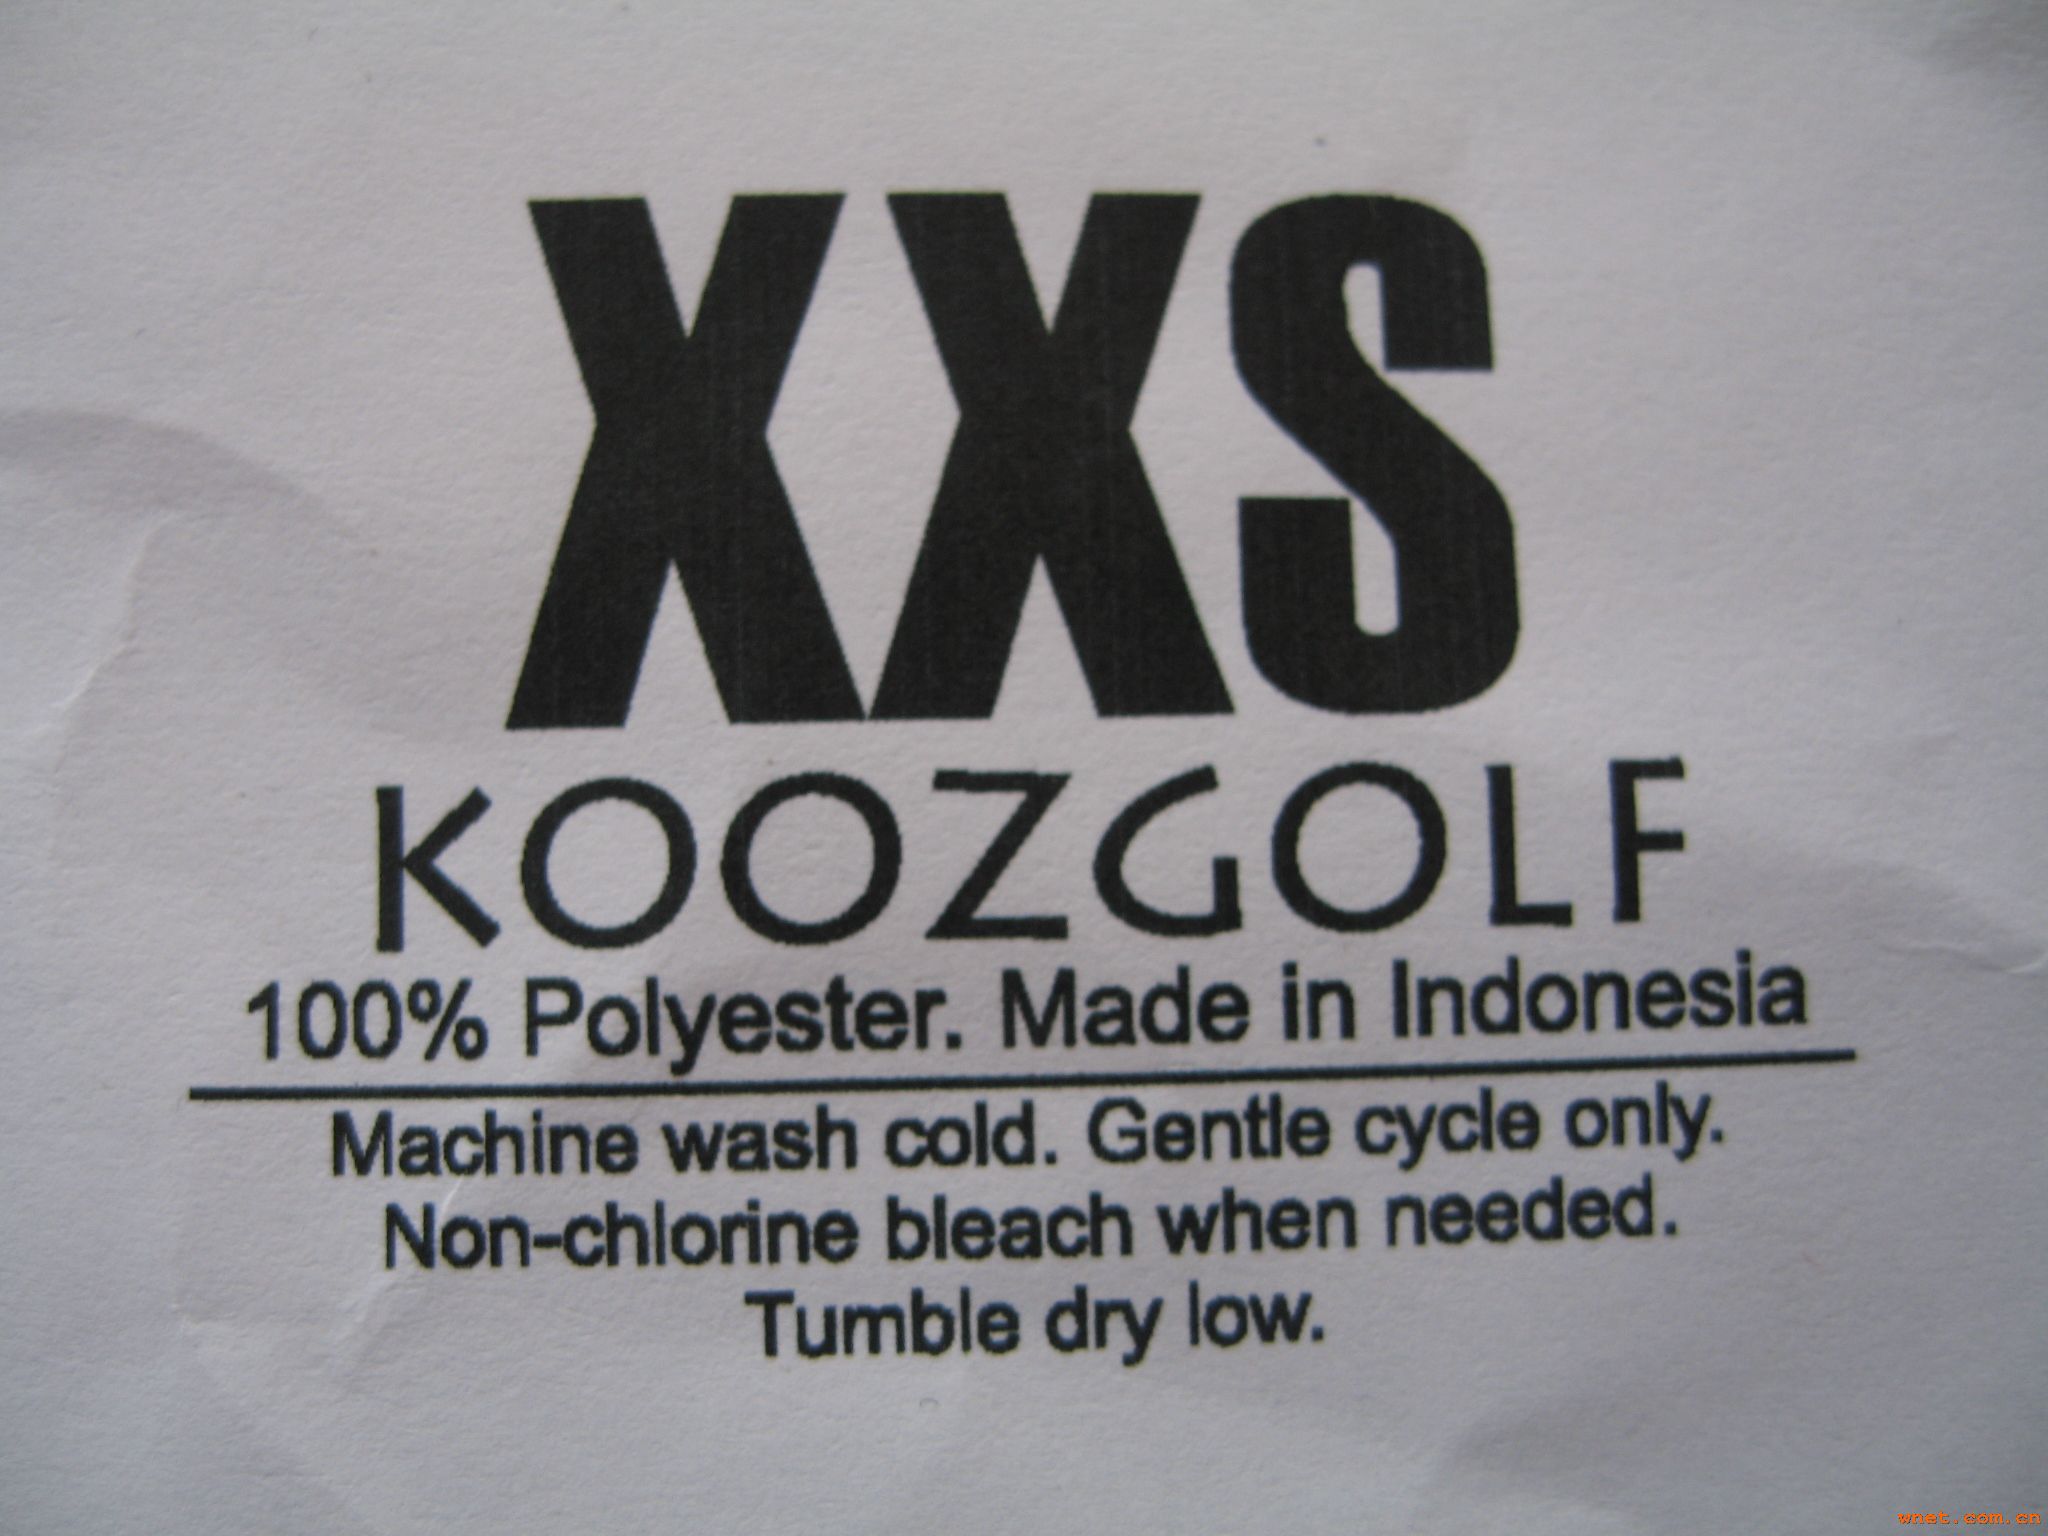 XXS
KOOZGOLF
100% Polyester. Made in Indonesia
Machine wash cold. Gentle cycle only.
Non-chlorine bleach when needed.
Tumble dry low.
wnet.com.cn